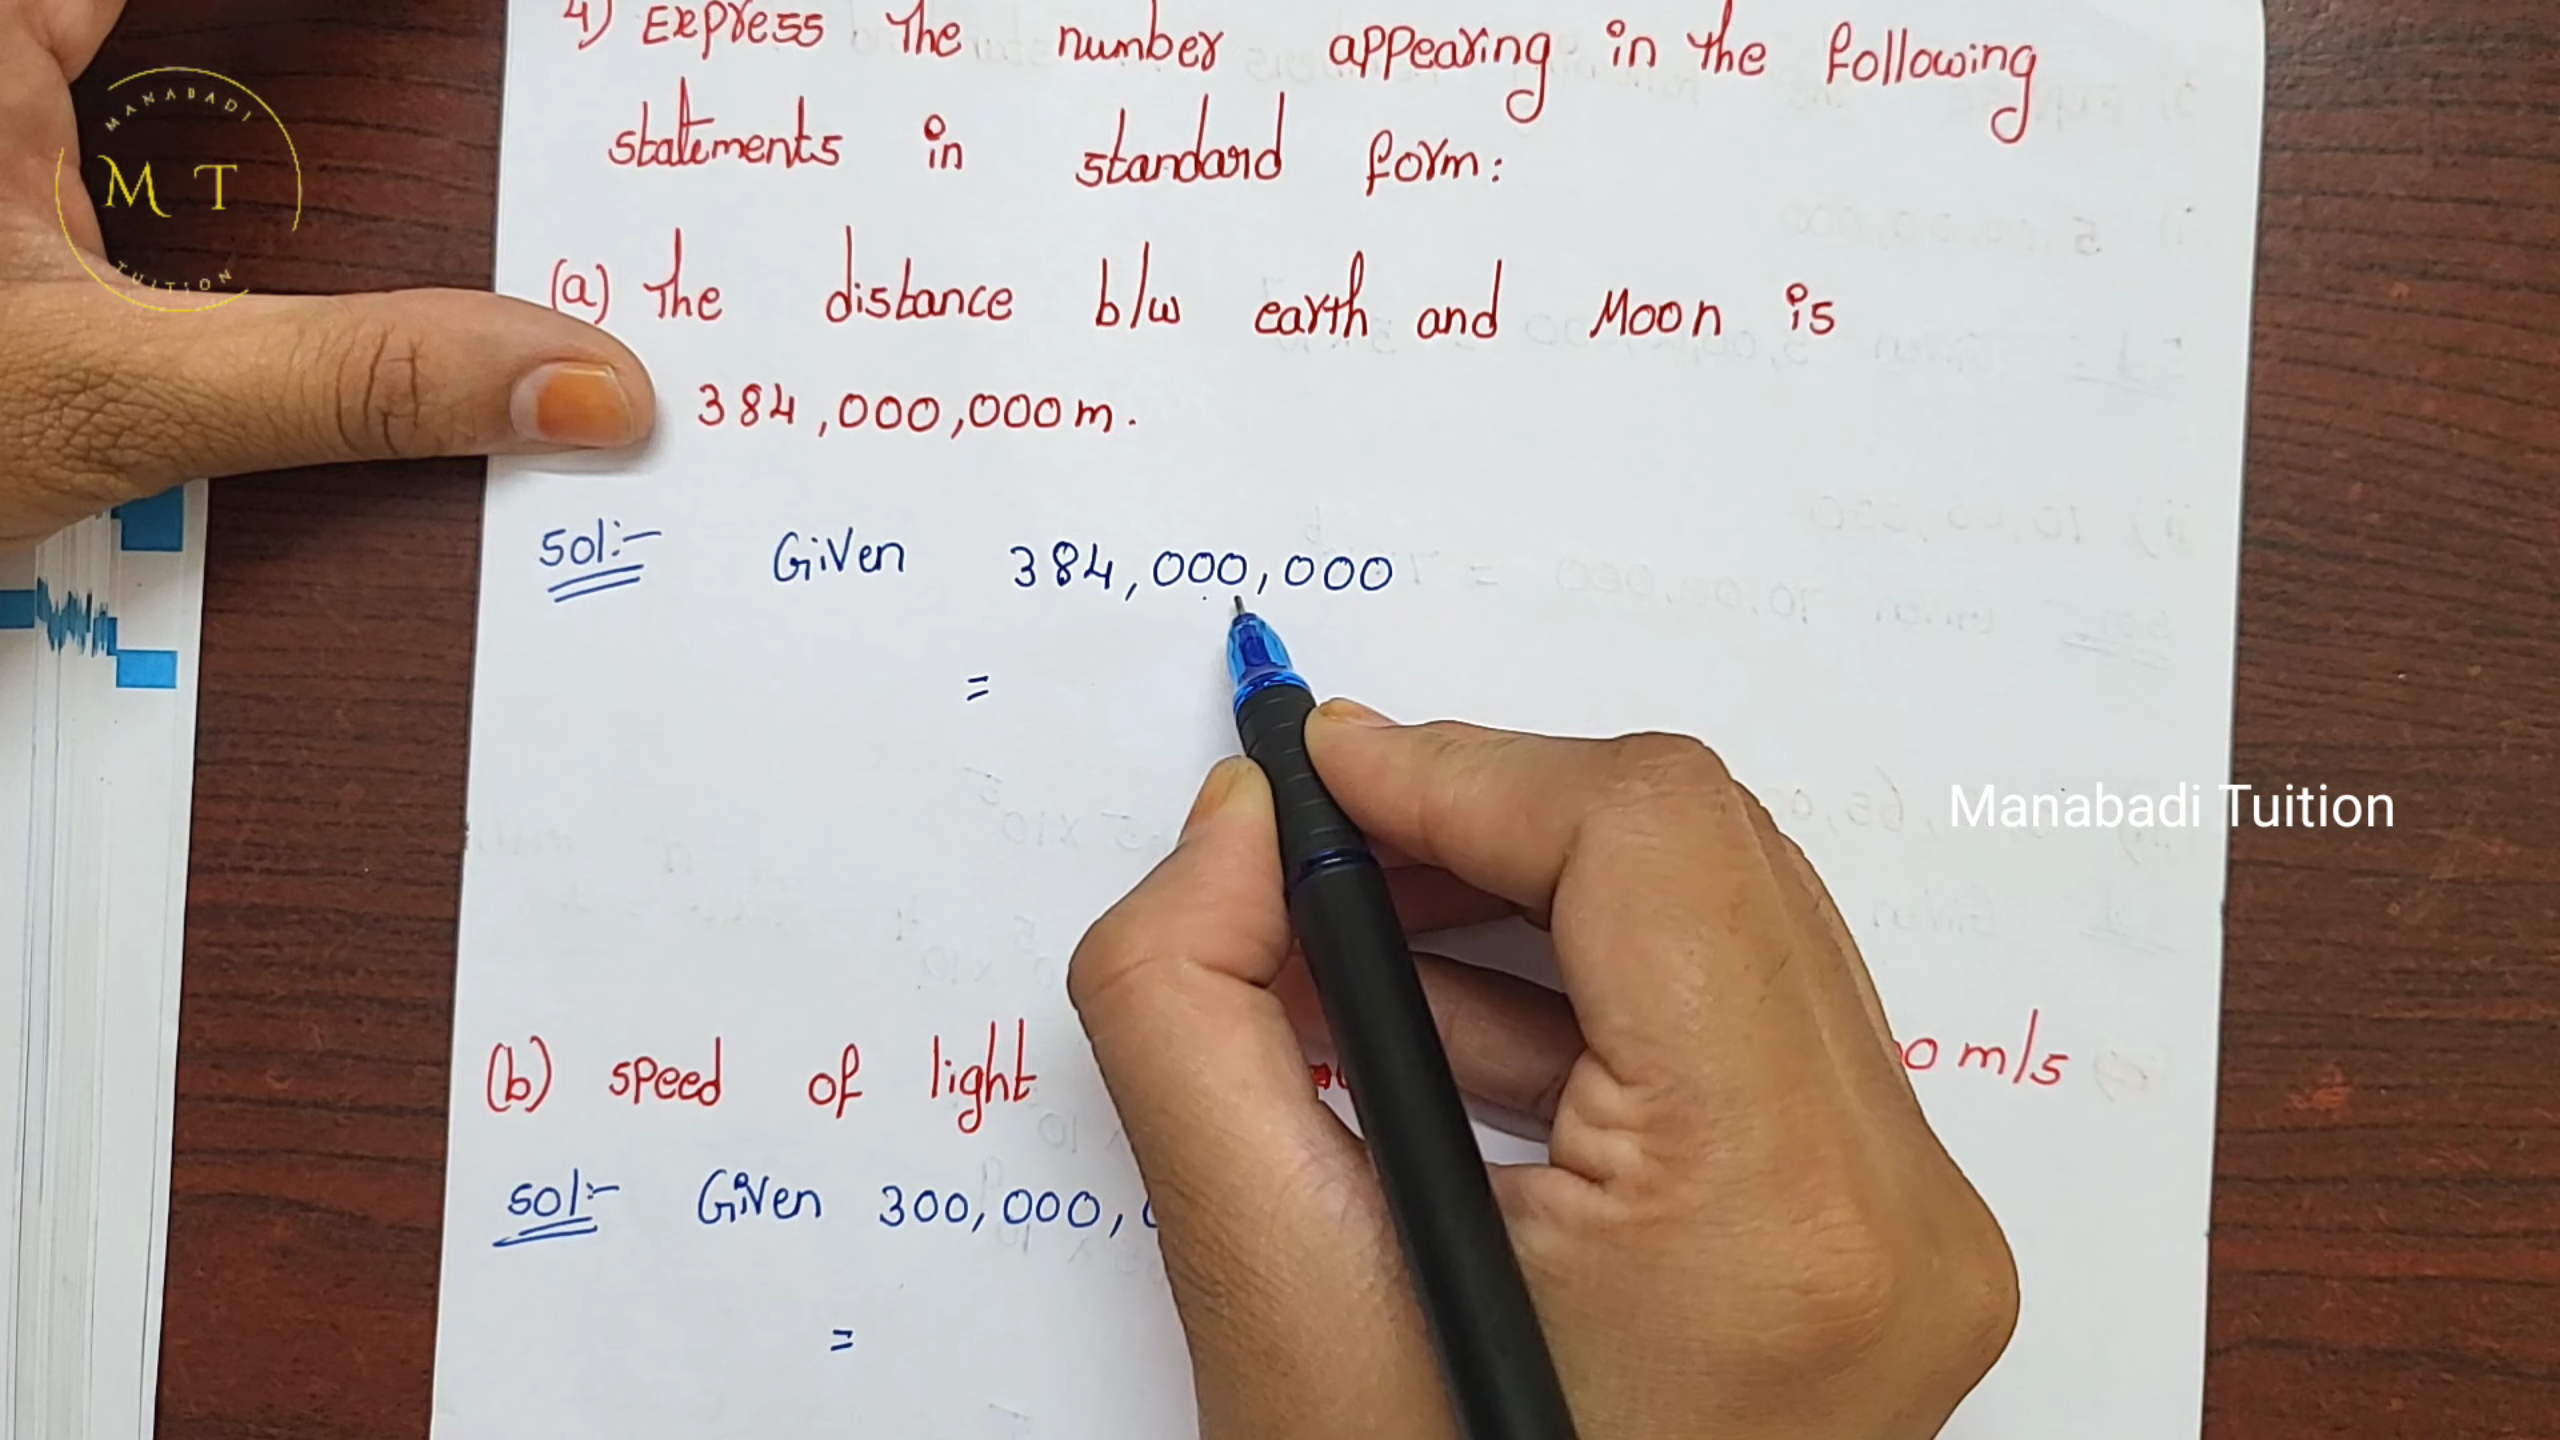 4) Express The number appearing in the following
statements in standard form:
(a) The distance b/w earth and Moon is
384,000,000m.
Sol:- Given 384,000,000
=
(b) speed of light m/s
Sol:- Given 300,000,
=
MANABADI
MT
TUITION
Manabadi Tuition